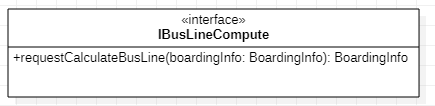 «interface»
IBusLineCompute
+requestCalculateBusLine(boardingInfo: BoardingInfo): BoardingInfo